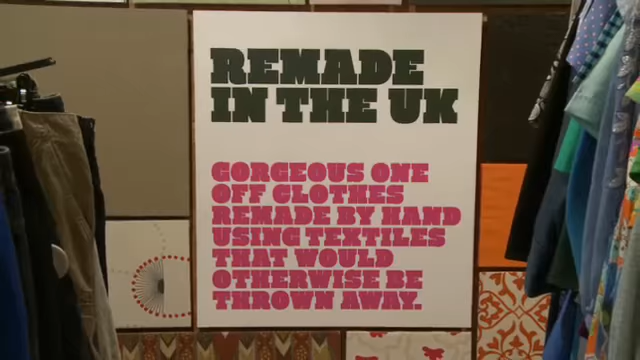 REMADE
IN THE UK
GORGEOUS ONE
OFF CLOTHES
REMADE BY HAND
USING TEXTILES
THAT WOULD
OTHERWISE BE
THROWN AWAY.